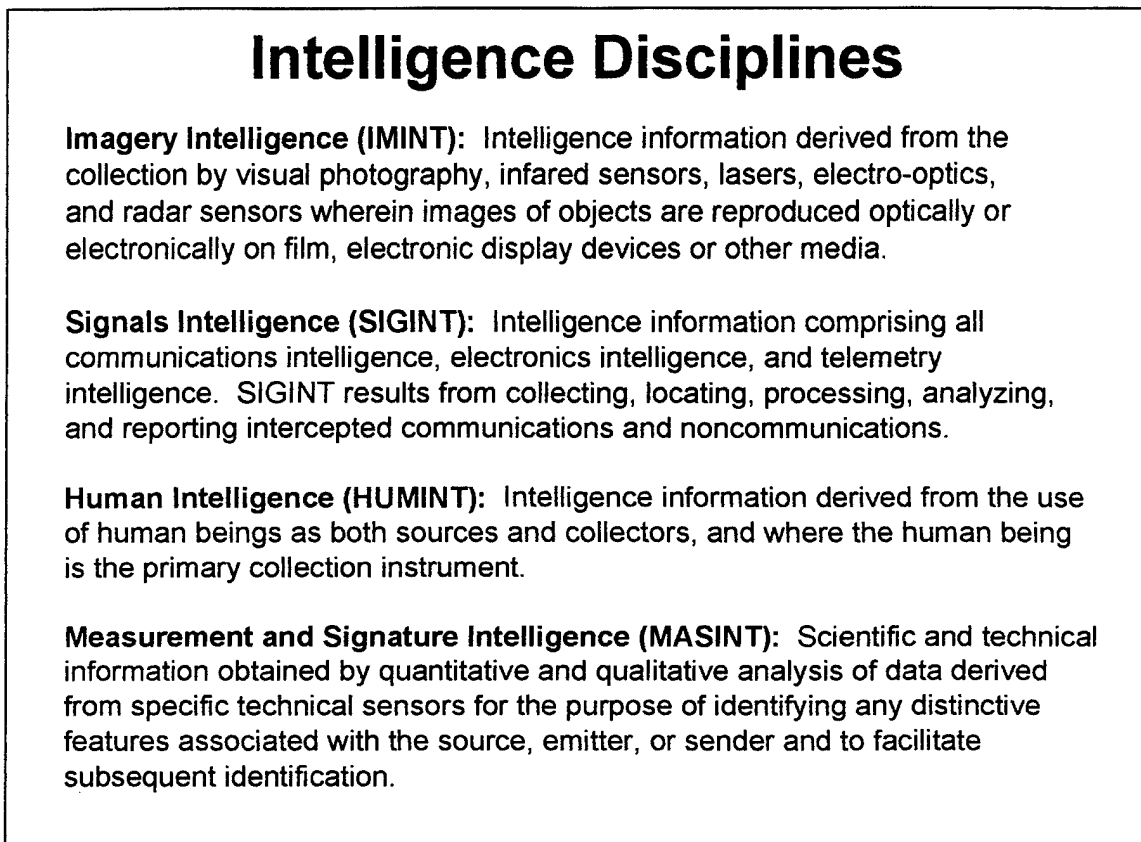 Intelligence Disciplines
Imagery Intelligence (IMINT): Intelligence information derived from the
collection by visual photography, infared sensors, lasers, electro-optics,
and radar sensors wherein images of objects are reproduced optically or
electronically on film, electronic display devices or other media.
Signals Intelligence (SIGINT): Intelligence information comprising all
communications intelligence, electronics intelligence, and telemetry
intelligence. SIGINT results from collecting, locating, processing, analyzing,
and reporting intercepted communications and noncommunications.
Human Intelligence (HUMINT): Intelligence information derived from the use
of human beings as both sources and collectors, and where the human being
is the primary collection instrument.
Measurement and Signature Intelligence (MASINT): Scientific and technical
information obtained by quantitative and qualitative analysis of data derived
from specific technical sensors for the purpose of identifying any distinctive
features associated with the source, emitter, or sender and to facilitate
subsequent identification.